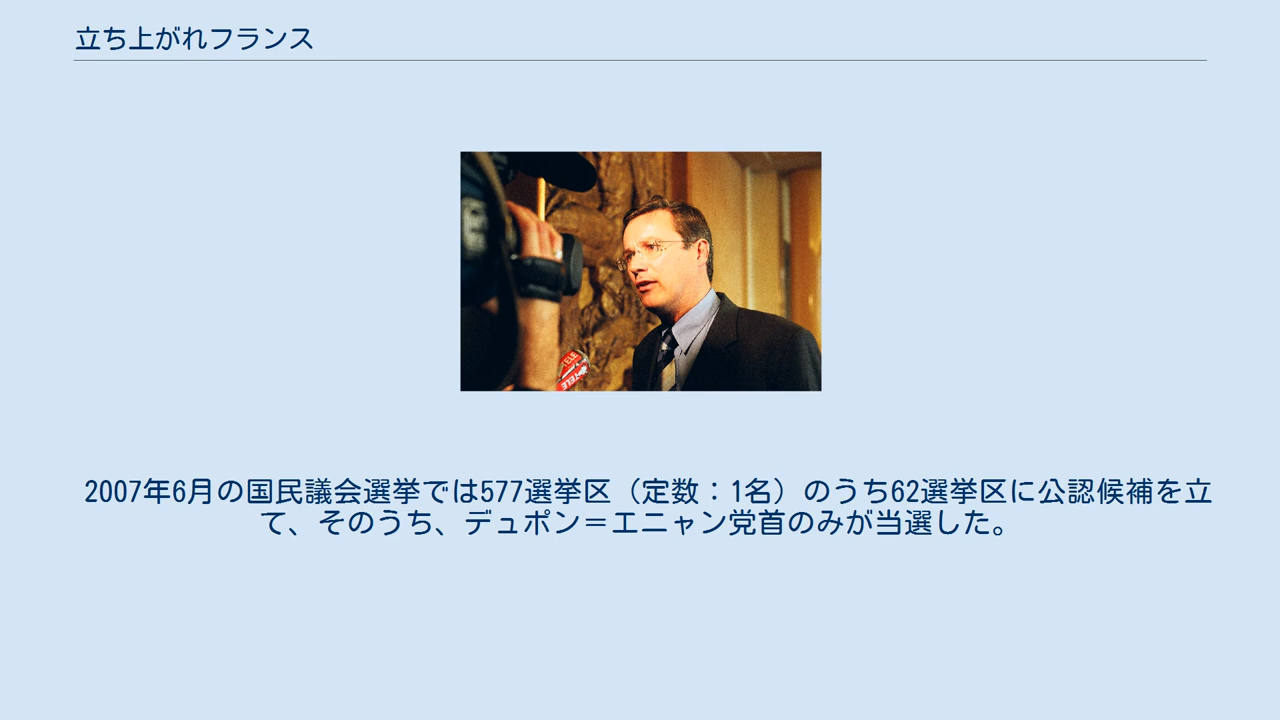 立ち上がれフランス
TELE
TELE
2007年6月の国民議会選挙では577選挙区（定数：1名）のうち62選挙区に公認候補を立
て、そのうち、デュポン＝エニャン党首のみが当選した。